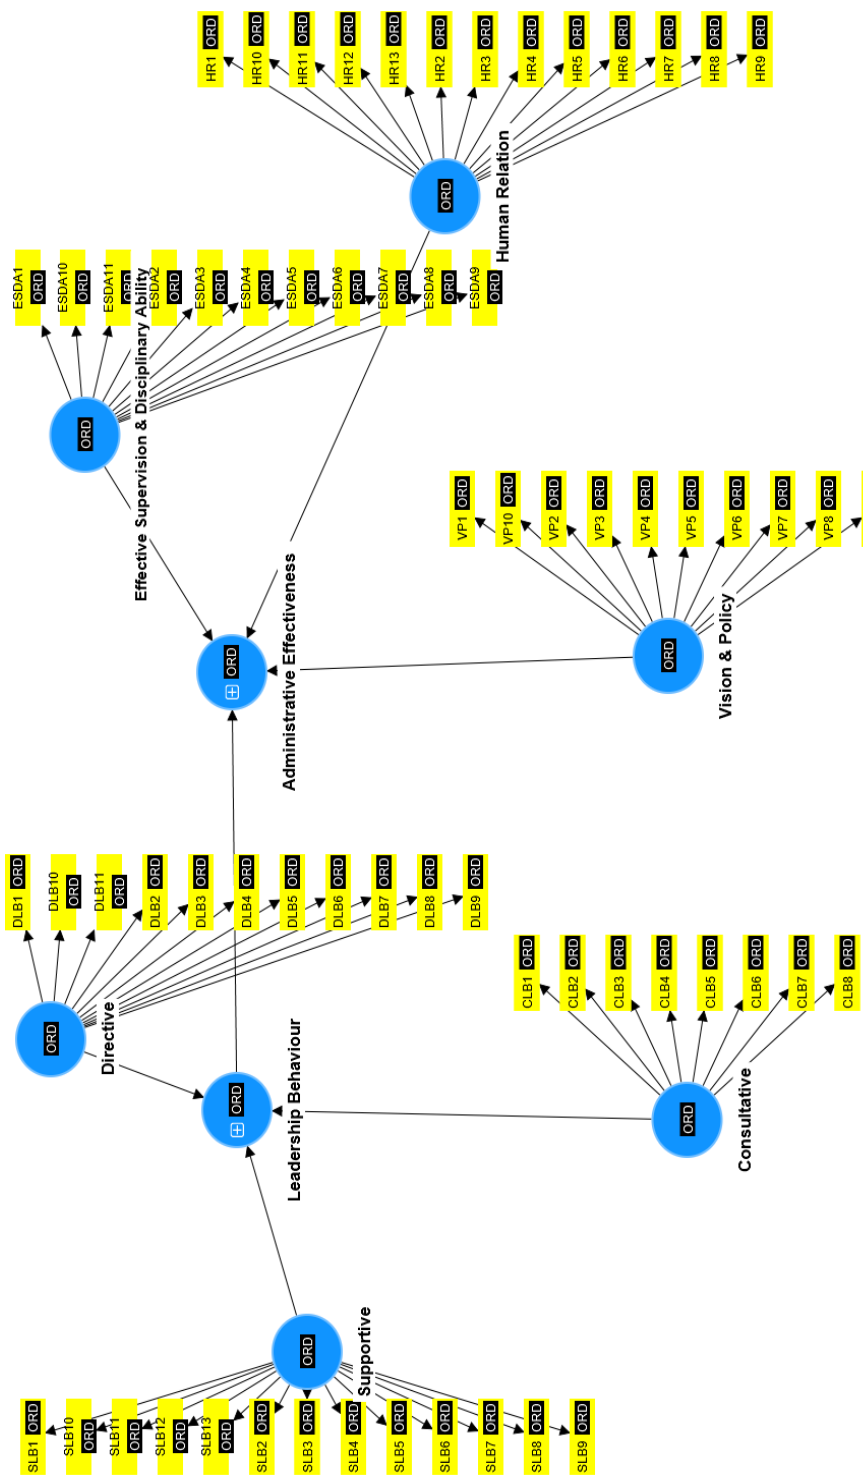 SLB1 ORD
SLB10 ORD
SLB11 ORD
SLB12 ORD
SLB13 ORD
SLB2 ORD
SLB3 ORD
SLB4 ORD
SLB5 ORD
SLB6 ORD
SLB7 ORD
SLB8 ORD
SLB9 ORD
ORD
Supportive
ORD
Directive
DLB1 ORD
DLB10 ORD
DLB11 ORD
DLB2 ORD
DLB3 ORD
DLB4 ORD
DLB5 ORD
DLB6 ORD
DLB7 ORD
DLB8 ORD
DLB9 ORD
ORD
Leadership Behaviour
ORD
Consultative
CLB1 ORD
CLB2 ORD
CLB3 ORD
CLB4 ORD
CLB5 ORD
CLB6 ORD
CLB7 ORD
CLB8 ORD
ORD
Administrative Effectiveness
ORD
Effective Supervision & Disciplinary Ability
ESDA1 ORD
ESDA10 ORD
ESDA11 ORD
ESDA2 ORD
ESDA3 ORD
ESDA4 ORD
ESDA5 ORD
ESDA6 ORD
ESDA7 ORD
ESDA8 ORD
ESDA9 ORD
ORD
Vision & Policy
VP1 ORD
VP10 ORD
VP2 ORD
VP3 ORD
VP4 ORD
VP5 ORD
VP6 ORD
VP7 ORD
VP8 ORD
ORD
Human Relation
HR1 ORD
HR10 ORD
HR11 ORD
HR12 ORD
HR13 ORD
HR2 ORD
HR3 ORD
HR4 ORD
HR5 ORD
HR6 ORD
HR7 ORD
HR8 ORD
HR9 ORD